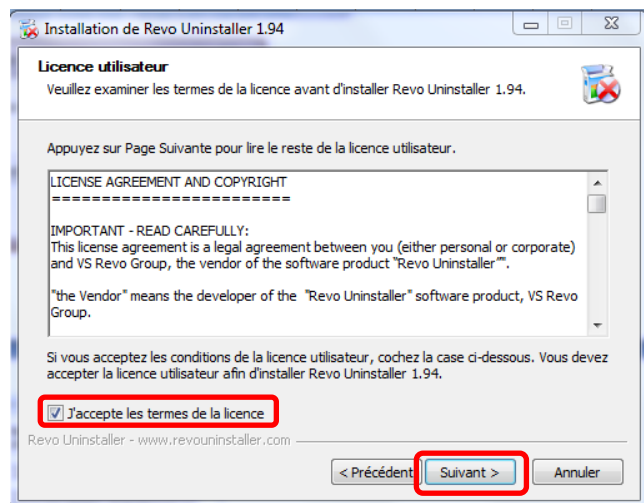 Installation de Revo Uninstaller 1.94
Licence utilisateur
Veuillez examiner les termes de la licence avant d'installer Revo Uninstaller 1.94.
Appuyez sur Page Suivante pour lire le reste de la licence utilisateur.
LICENSE AGREEMENT AND COPYRIGHT
=========================
IMPORTANT - READ CAREFULLY:
This license agreement is a legal agreement between you (either personal or corporate)
and VS Revo Group, the vendor of the software product "Revo Uninstaller"".
"the Vendor" means the developer of the "Revo Uninstaller" software product, VS Revo
Group.
Si vous acceptez les conditions de la licence utilisateur, cochez la case ci-dessous. Vous devez
accepter la licence utilisateur afin d'installer Revo Uninstaller 1.94.
J'accepte les termes de la licence
Revo Uninstaller - www.revouninstaller.com
< Précédent Suivant > Annuler